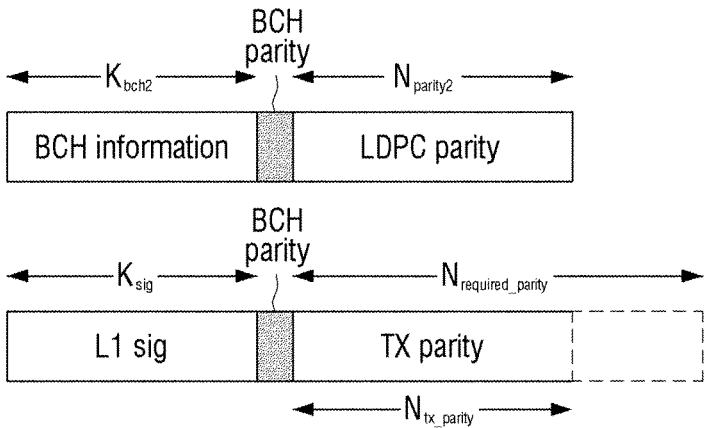 BCH
parity
K_bch2
N_parity2
BCH information
LDPC parity
BCH
parity
K_sig
N_required_parity
L1 sig
TX parity
N_tx_parity